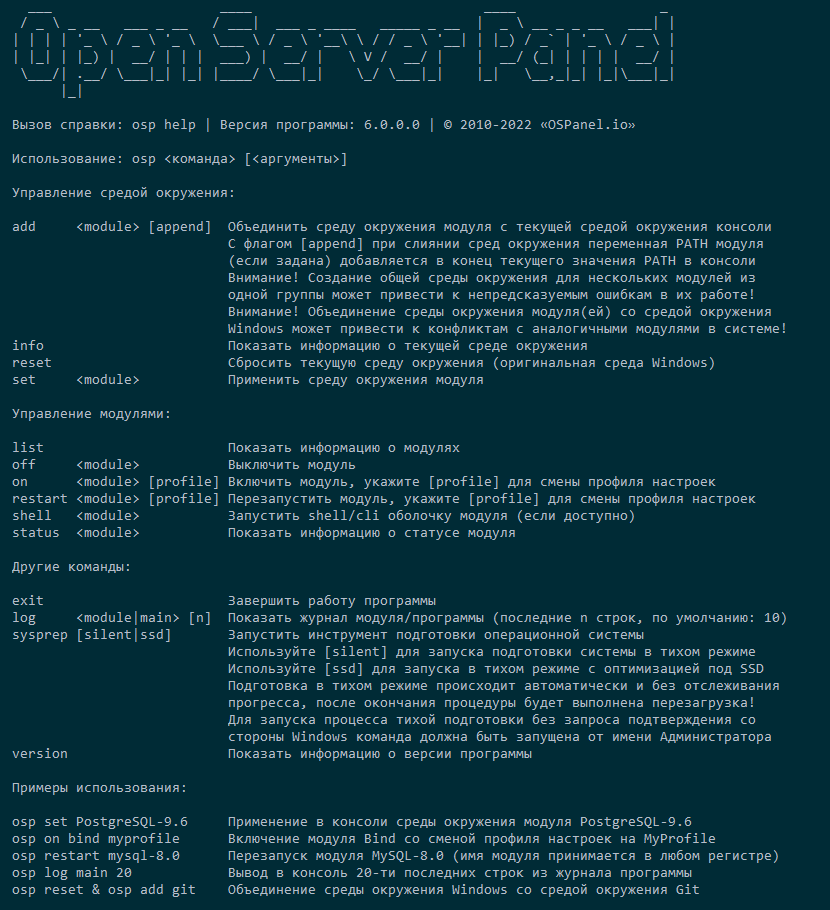 Open Server Panel
Вызов справки: osp help | Версия программы: 6.0.0.0 | © 2010-2022 «OSPanel.io»
Использование: osp <команда> [<аргументы>]
Управление средой окружения:
add <module> [append] Объединить среду окружения модуля с текущей средой окружения консоли
С флагом [append] при слиянии сред окружения переменная PATH модуля
(если задана) добавляется в конец текущего значения PATH в консоли
Внимание! Создание общей среды окружения для нескольких модулей из
одной группы может привести к непредсказуемым ошибкам в их работе!
Внимание! Объединение среды окружения модуля(ей) со средой окружения
Windows может привести к конфликтам с аналогичными модулями в системе!
info Показать информацию о текущей среде окружения
reset Сбросить текущую среду окружения (оригинальная среда Windows)
set <module> Применить среду окружения модуля
Управление модулями:
list Показать информацию о модулях
off <module> Выключить модуль
on <module> [profile] Включить модуль, укажите [profile] для смены профиля настроек
restart <module> [profile] Перезапустить модуль, укажите [profile] для смены профиля настроек
shell <module> Запустить shell/cli оболочку модуля (если доступно)
status <module> Показать информацию о статусе модуля
Другие команды:
exit Завершить работу программы
log <module|main> [n] Показать журнал модуля/программы (последние n строк, по умолчанию: 10)
sysprep [silent|ssd] Запустить инструмент подготовки операционной системы
Используйте [silent] для запуска подготовки системы в тихом режиме
Используйте [ssd] для запуска в тихом режиме с оптимизацией под SSD
Подготовка в тихом режиме происходит автоматически и без отслеживания
прогресса, после окончания процедуры будет выполнена перезагрузка!
Для запуска процесса тихой подготовки без запроса подтверждения со
стороны Windows команда должна быть запущена от имени Администратора
version Показать информацию о версии программы
Примеры использования:
osp set PostgreSQL-9.6 Применение в консоли среды окружения модуля PostgreSQL-9.6
osp on bind myprofile Включение модуля Bind со сменой профиля настроек на MyProfile
osp restart mysql-8.0 Перезапуск модуля MySQL-8.0 (имя модуля принимается в любом регистре)
osp log main 20 Вывод в консоль 20-ти последних строк из журнала программы
osp reset & osp add git Объединение среды окружения Windows со средой окружения Git